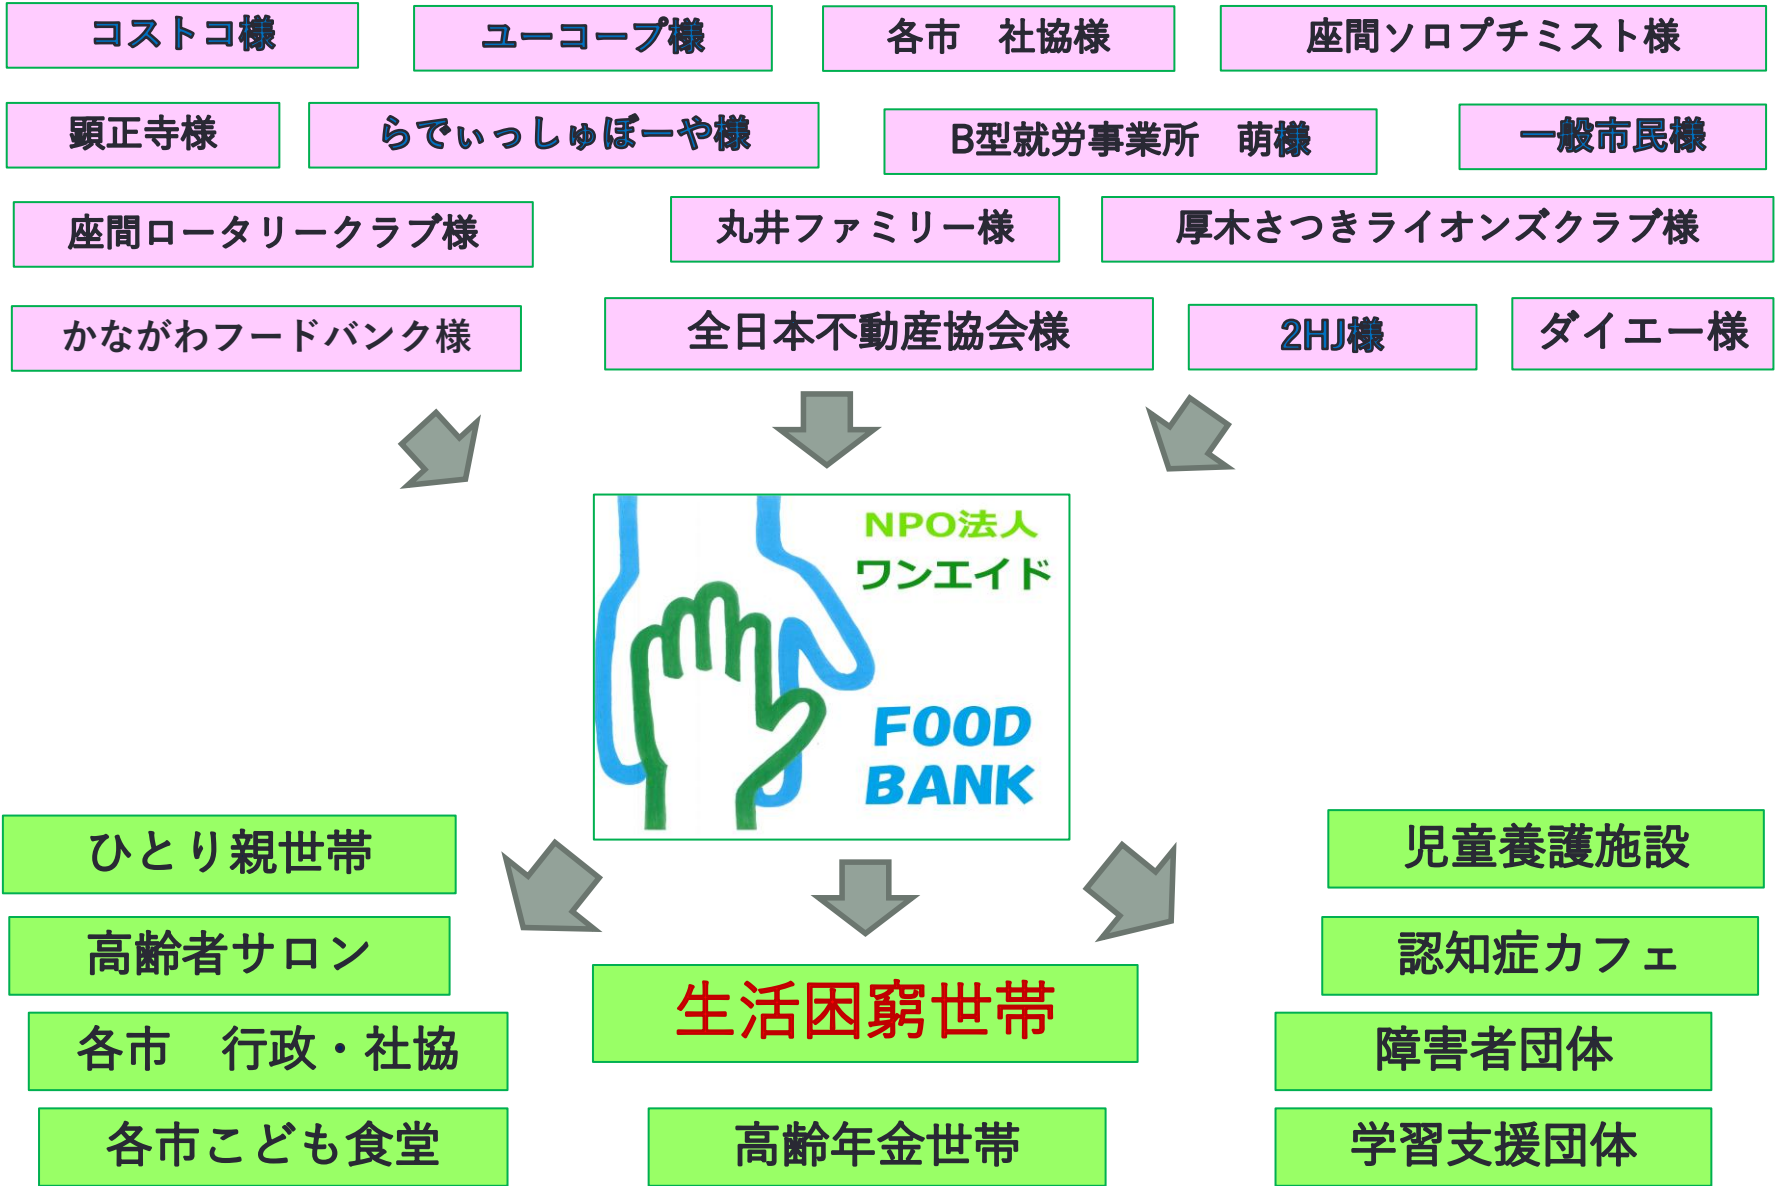 コストコ様
ユーコープ様
各市　社協様
座間ソロプチミスト様
顕正寺様
らでぃっしゅぼーや様
B型就労事業所　萌様
一般市民様
座間ロータリークラブ様
丸井ファミリー様
厚木さつきライオンズクラブ様
かながわフードバンク様
全日本不動産協会様
2HJ様
ダイエー様
NPO法人
ワンエイド
FOOD
BANK
ひとり親世帯
高齢者サロン
各市　行政・社協
各市こども食堂
生活困窮世帯
高齢年金世帯
児童養護施設
認知症カフェ
障害者団体
学習支援団体